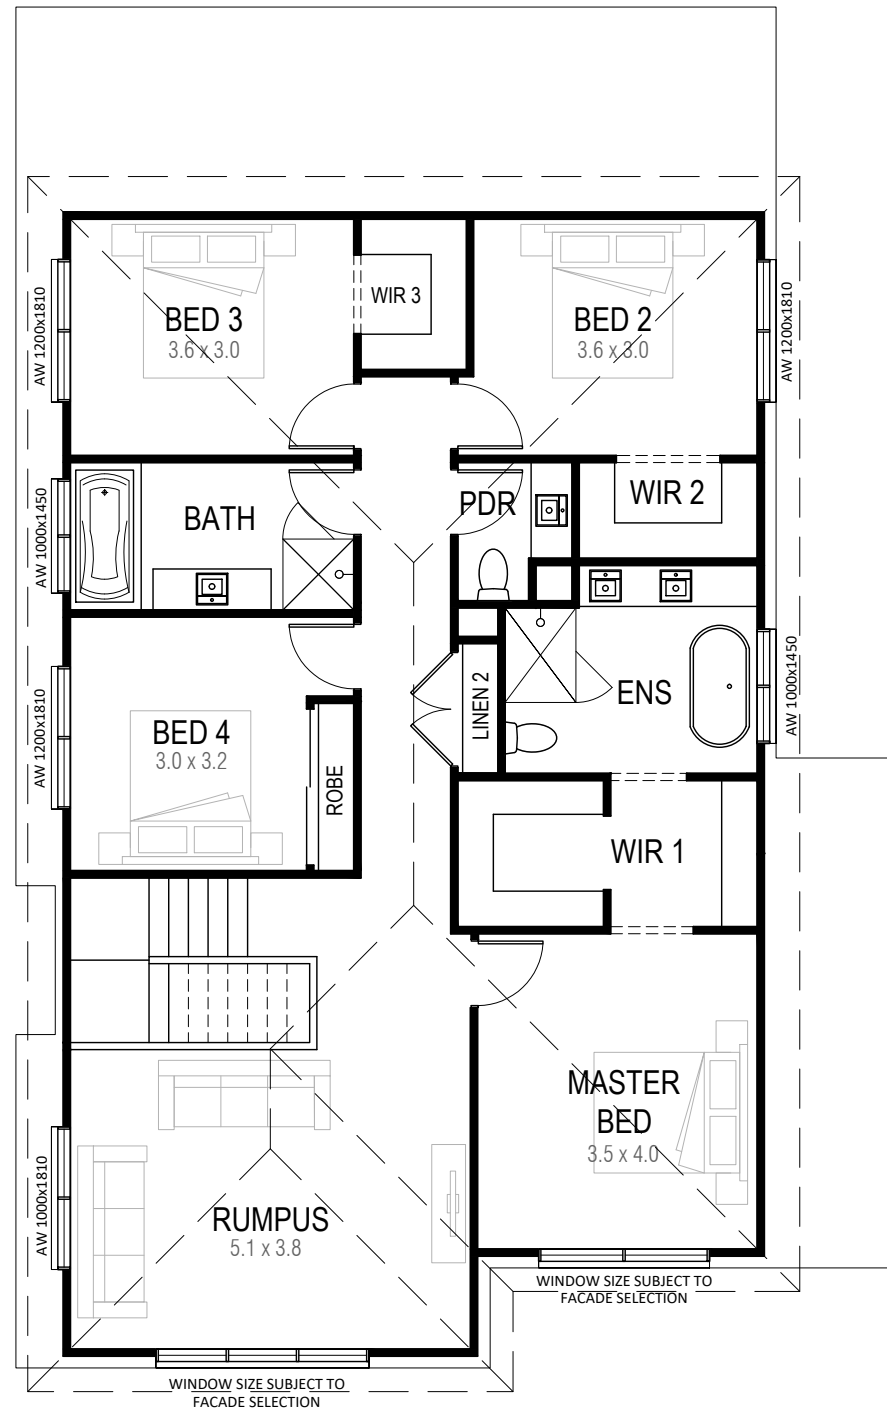 BED 3
3.6 x 3.0
WIR 3
BED 2
3.6 x 3.0
AW 1200x1810
AW 1200x1810
BATH
PDR
WIR 2
AW 1000x1450
BED 4
3.0 x 3.2
ROBE
LINEN 2
ENS
AW 1000x1450
AW 1200x1810
WIR 1
MASTER
BED
3.5 x 4.0
RUMPUS
5.1 x 3.8
AW 1000x1810
WINDOW SIZE SUBJECT TO
FACADE SELECTION
WINDOW SIZE SUBJECT TO
FACADE SELECTION